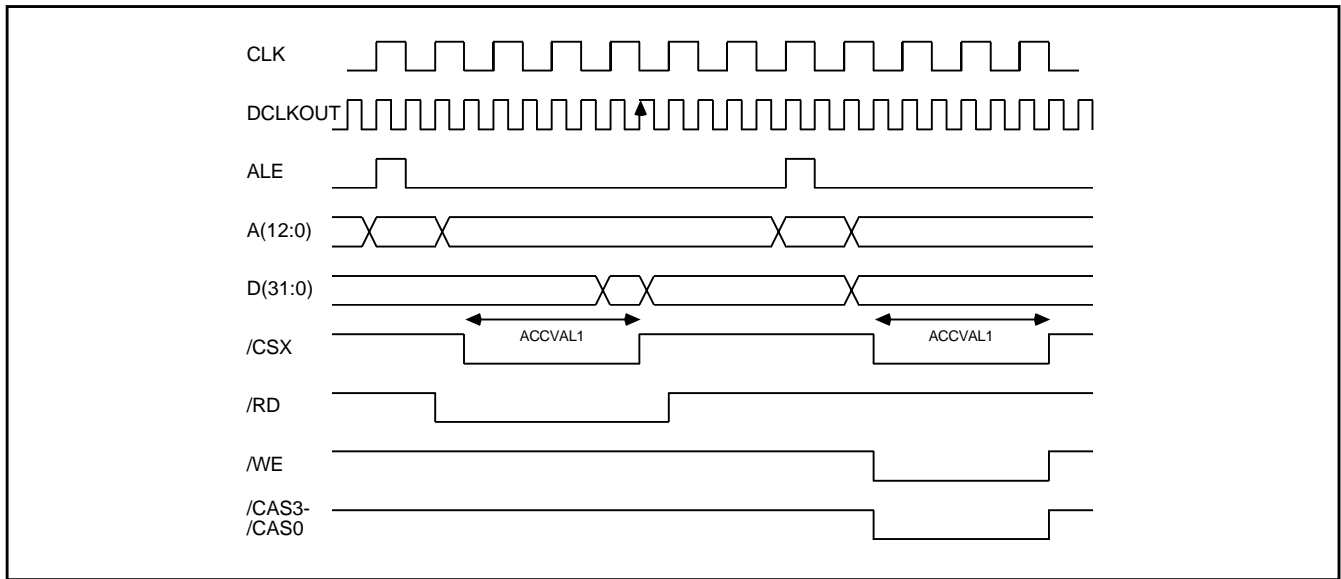 CLK
DCLKOUT
ALE
A(12:0)
D(31:0)
ACCVAL1 ACCVAL1
/CSX
/RD
/WE
/CAS3-
/CAS0